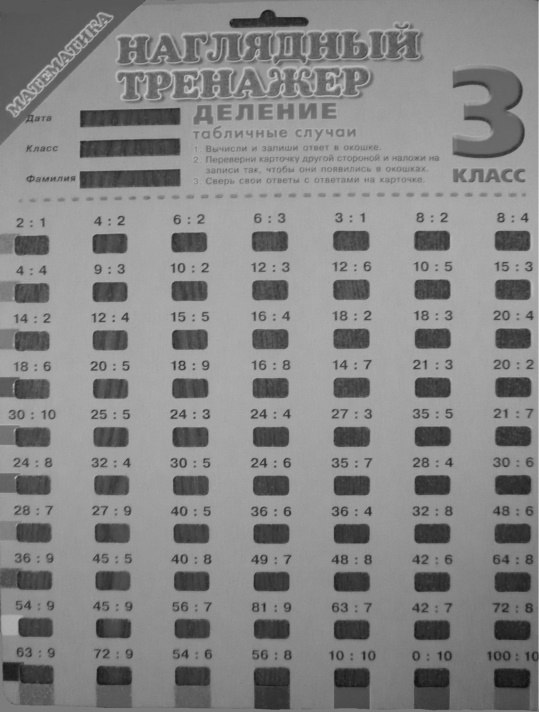 МАТЕМАТИКА
НАГЛЯДНЫЙ
ТРЕНАЖЕР
ДЕЛЕНИЕ
табличные случаи
3
КЛАСС
Дата
Класс
Фамилия
1. Вычисли и запиши ответ в окошке.
2. Переверни карточку другой стороной и наложи на
записи так, чтобы они появились в окошках.
3. Сверь свои ответы с ответами на карточке.
2 : 1 4 : 2 6 : 2 6 : 3 3 : 1 8 : 2 8 : 4
4 : 4 9 : 3 10 : 2 12 : 3 12 : 6 10 : 5 15 : 3
14 : 2 12 : 4 15 : 5 16 : 4 18 : 2 18 : 3 20 : 4
18 : 6 20 : 5 18 : 9 16 : 8 14 : 7 21 : 3 20 : 2
30 : 10 25 : 5 24 : 3 24 : 4 27 : 3 35 : 5 21 : 7
24 : 8 32 : 4 30 : 5 24 : 6 35 : 7 28 : 4 30 : 6
28 : 7 27 : 9 40 : 5 36 : 6 36 : 4 32 : 8 48 : 6
36 : 9 45 : 5 40 : 8 49 : 7 48 : 8 42 : 6 64 : 8
54 : 9 45 : 9 56 : 7 81 : 9 63 : 7 42 : 7 72 : 8
63 : 9 72 : 9 54 : 6 56 : 8 10 : 10 0 : 10 100 : 10